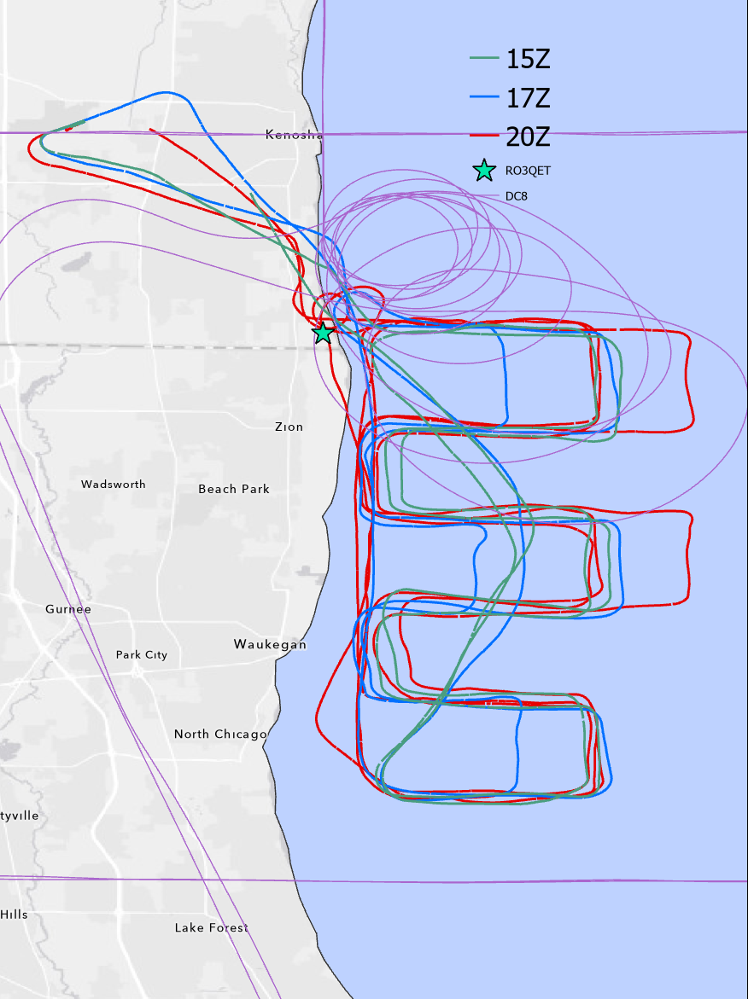 15Z
17Z
Kenosha
20Z
RO3QET
DC8
Zion
Wadsworth
Beach Park
Gurnee
Waukegan
Park City
North Chicago
tyville
Hills
Lake Forest